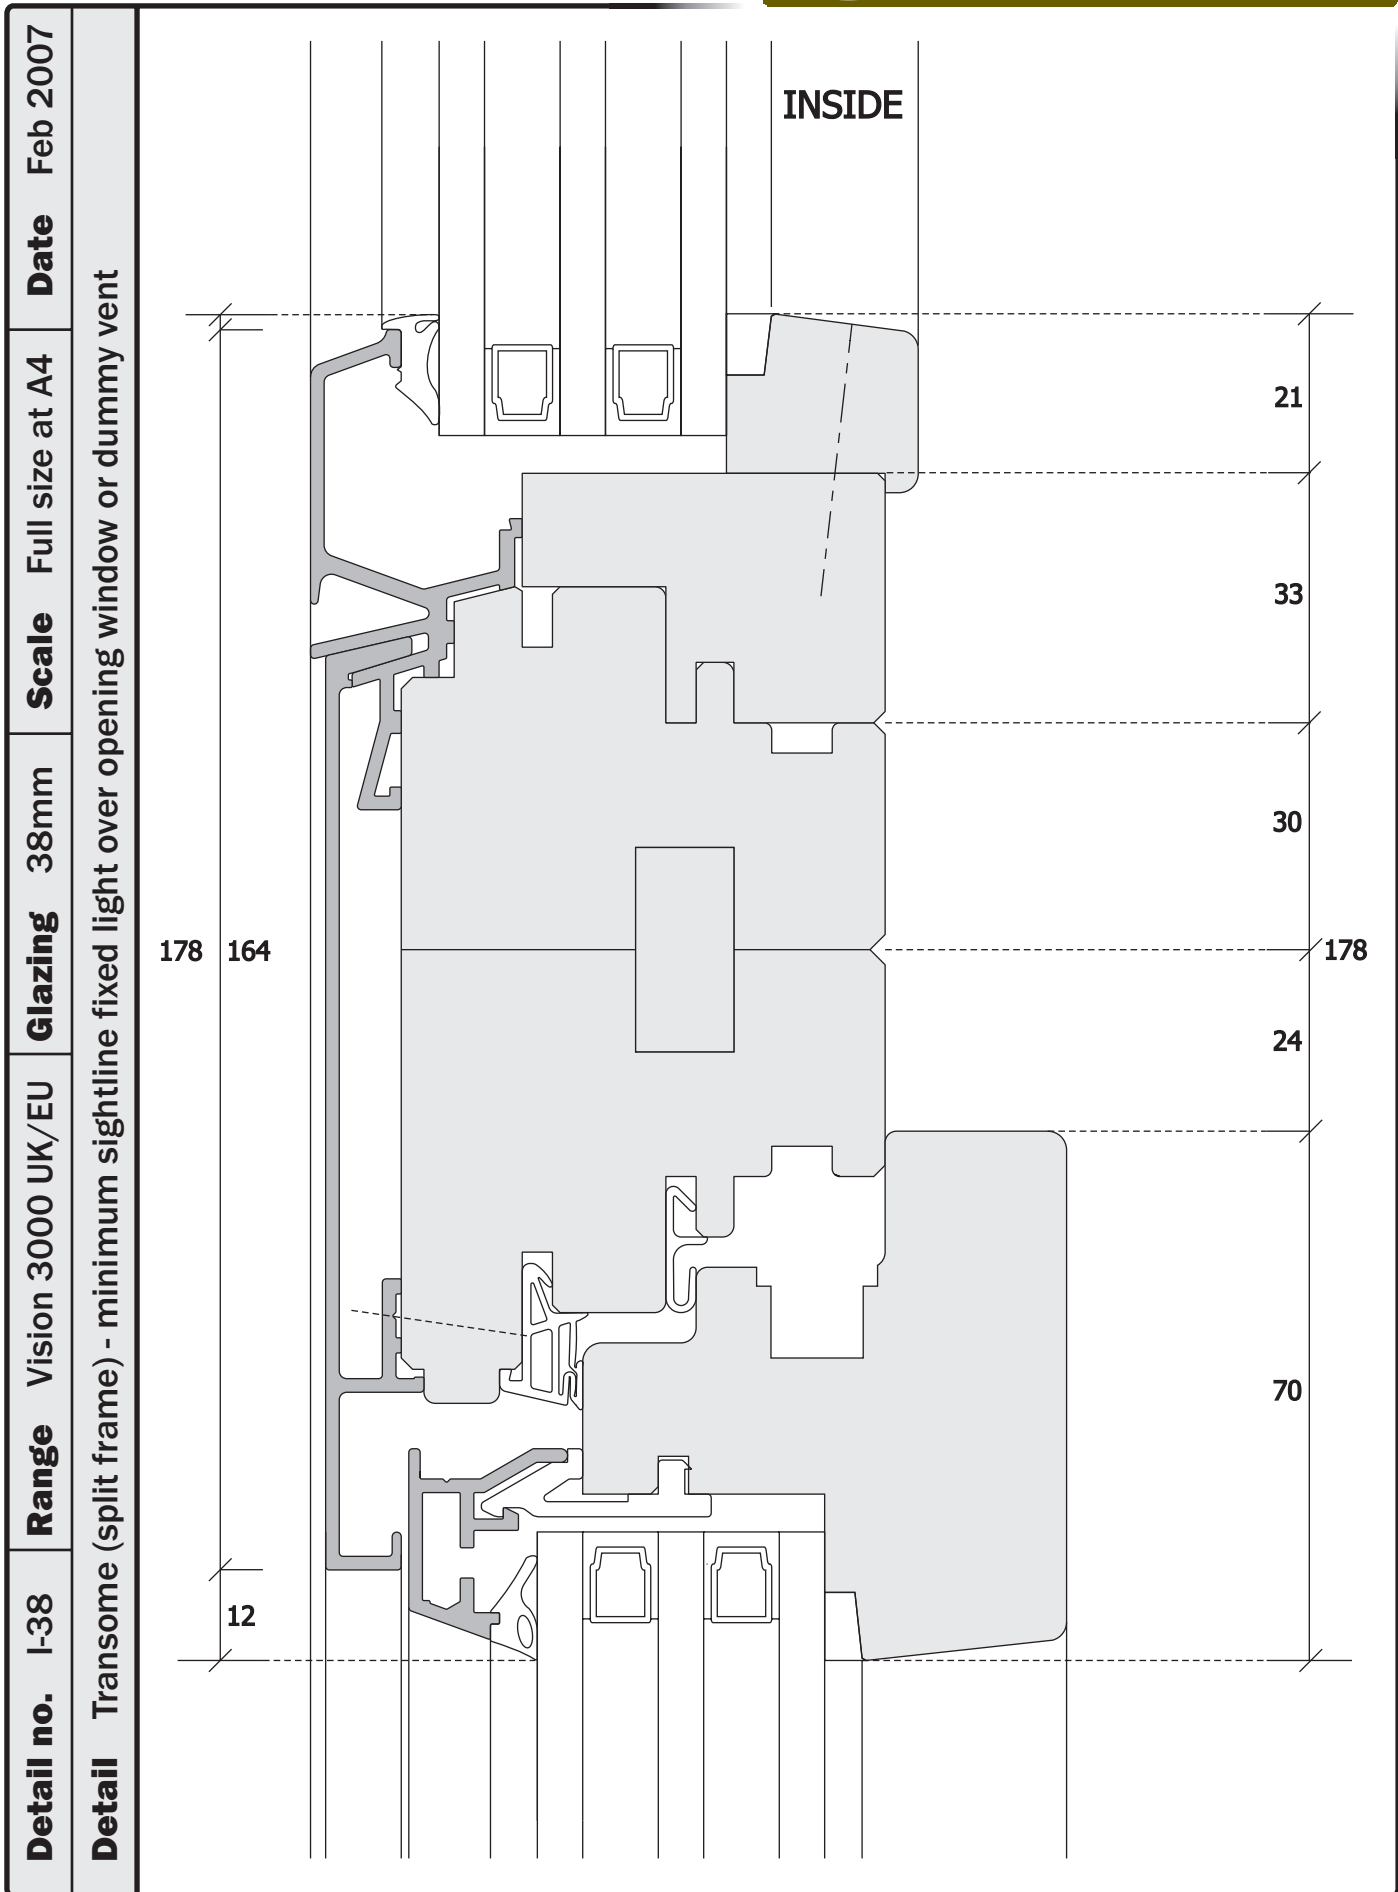 Detail no. I-38 Range Vision 3000 UK/EU Glazing 38mm Scale Full size at A4 Date Feb 2007
Detail Transome (split frame) - minimum sightline fixed light over opening window or dummy vent
INSIDE
21
33
30
178 164
178
24
70
12